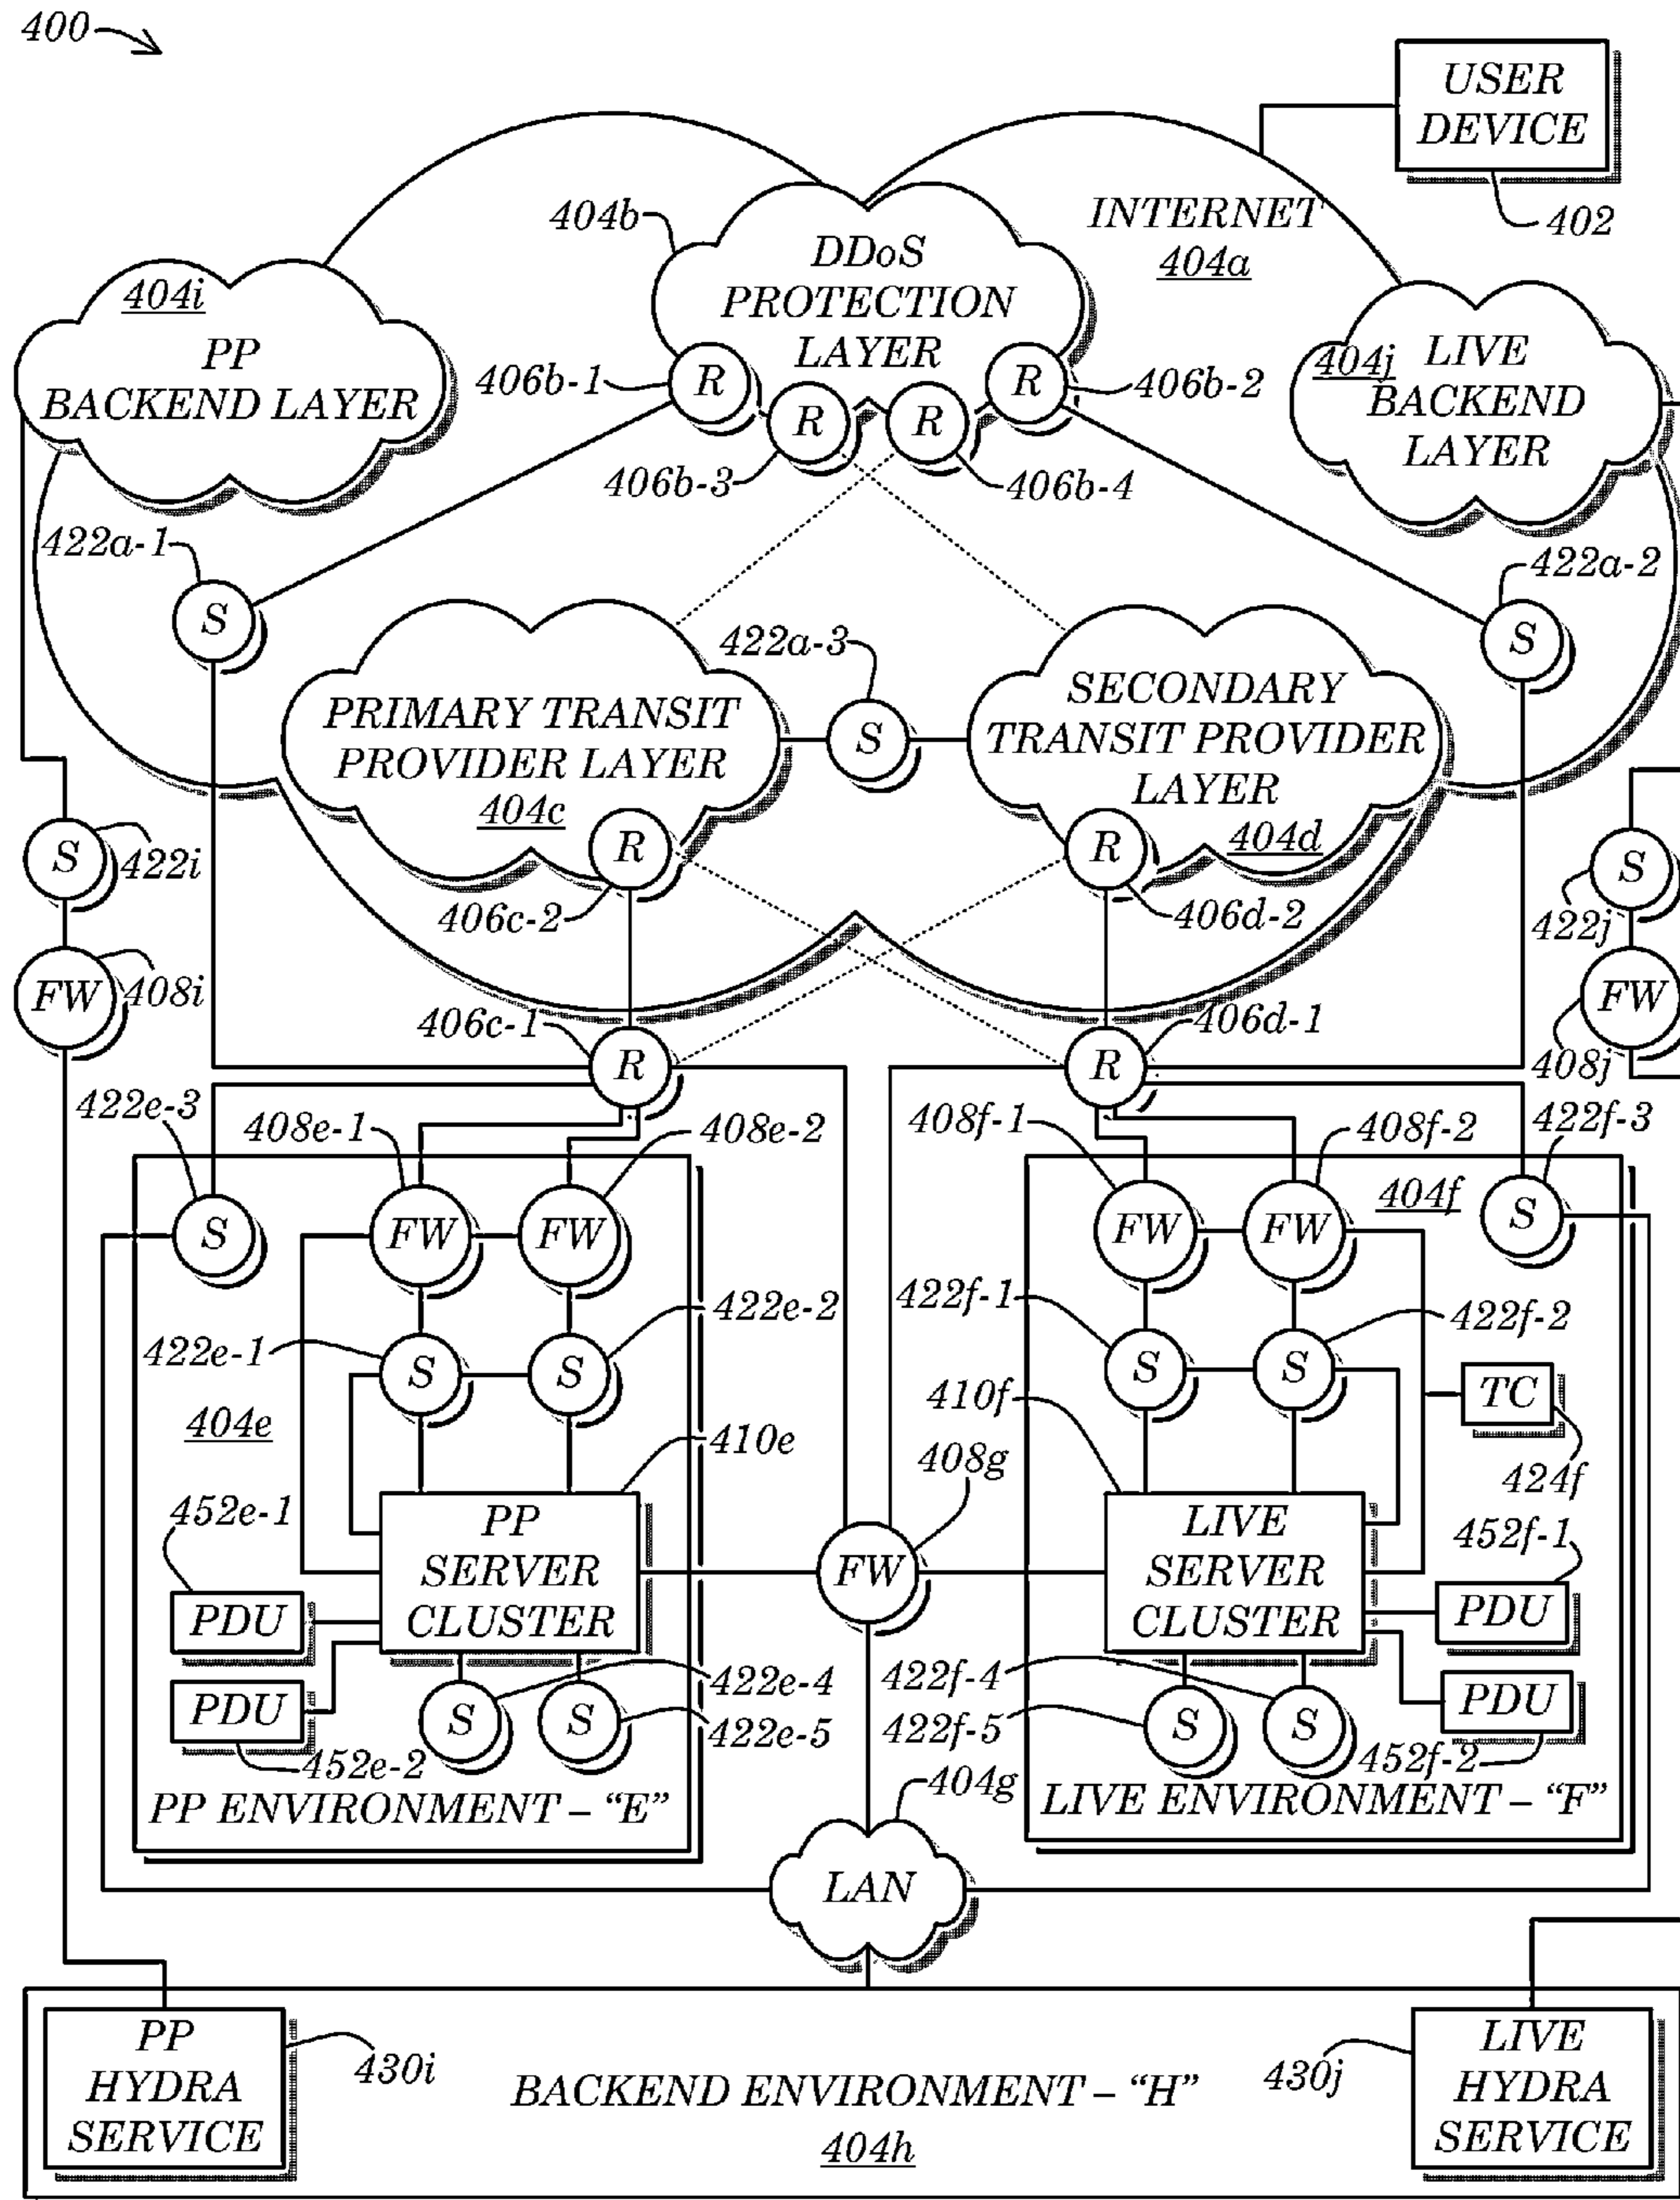 400
USER
DEVICE
402
INTERNET
404a
404b
DDoS
PROTECTION
LAYER
404i
PP
BACKEND LAYER
404j LIVE
BACKEND
LAYER
406b-1
R
R
406b-2
R
R
406b-3
406b-4
422a-1
S
422a-2
S
422a-3
S
PRIMARY TRANSIT
PROVIDER LAYER
404c
SECONDARY
TRANSIT PROVIDER
LAYER
404d
R
R
406c-2
406d-2
S
422i
S
422j
FW
408i
FW
408j
406c-1
R
406d-1
R
422e-3
408e-1
408e-2
408f-1
408f-2
422f-3
S
FW
FW
FW
FW
404f
S
422e-1
S
S
422e-2
422f-1
S
S
422f-2
404e
410e
408g
410f
TC
424f
452e-1
PP
SERVER
CLUSTER
FW
LIVE
SERVER
CLUSTER
452f-1
PDU
PDU
PDU
PDU
452e-2
S
S
422e-4
422e-5
422f-4
422f-5
S
S
452f-2
PP ENVIRONMENT – “E”
404g
LIVE ENVIRONMENT – “F”
LAN
PP
HYDRA
SERVICE
430i
BACKEND ENVIRONMENT – “H”
404h
430j
LIVE
HYDRA
SERVICE